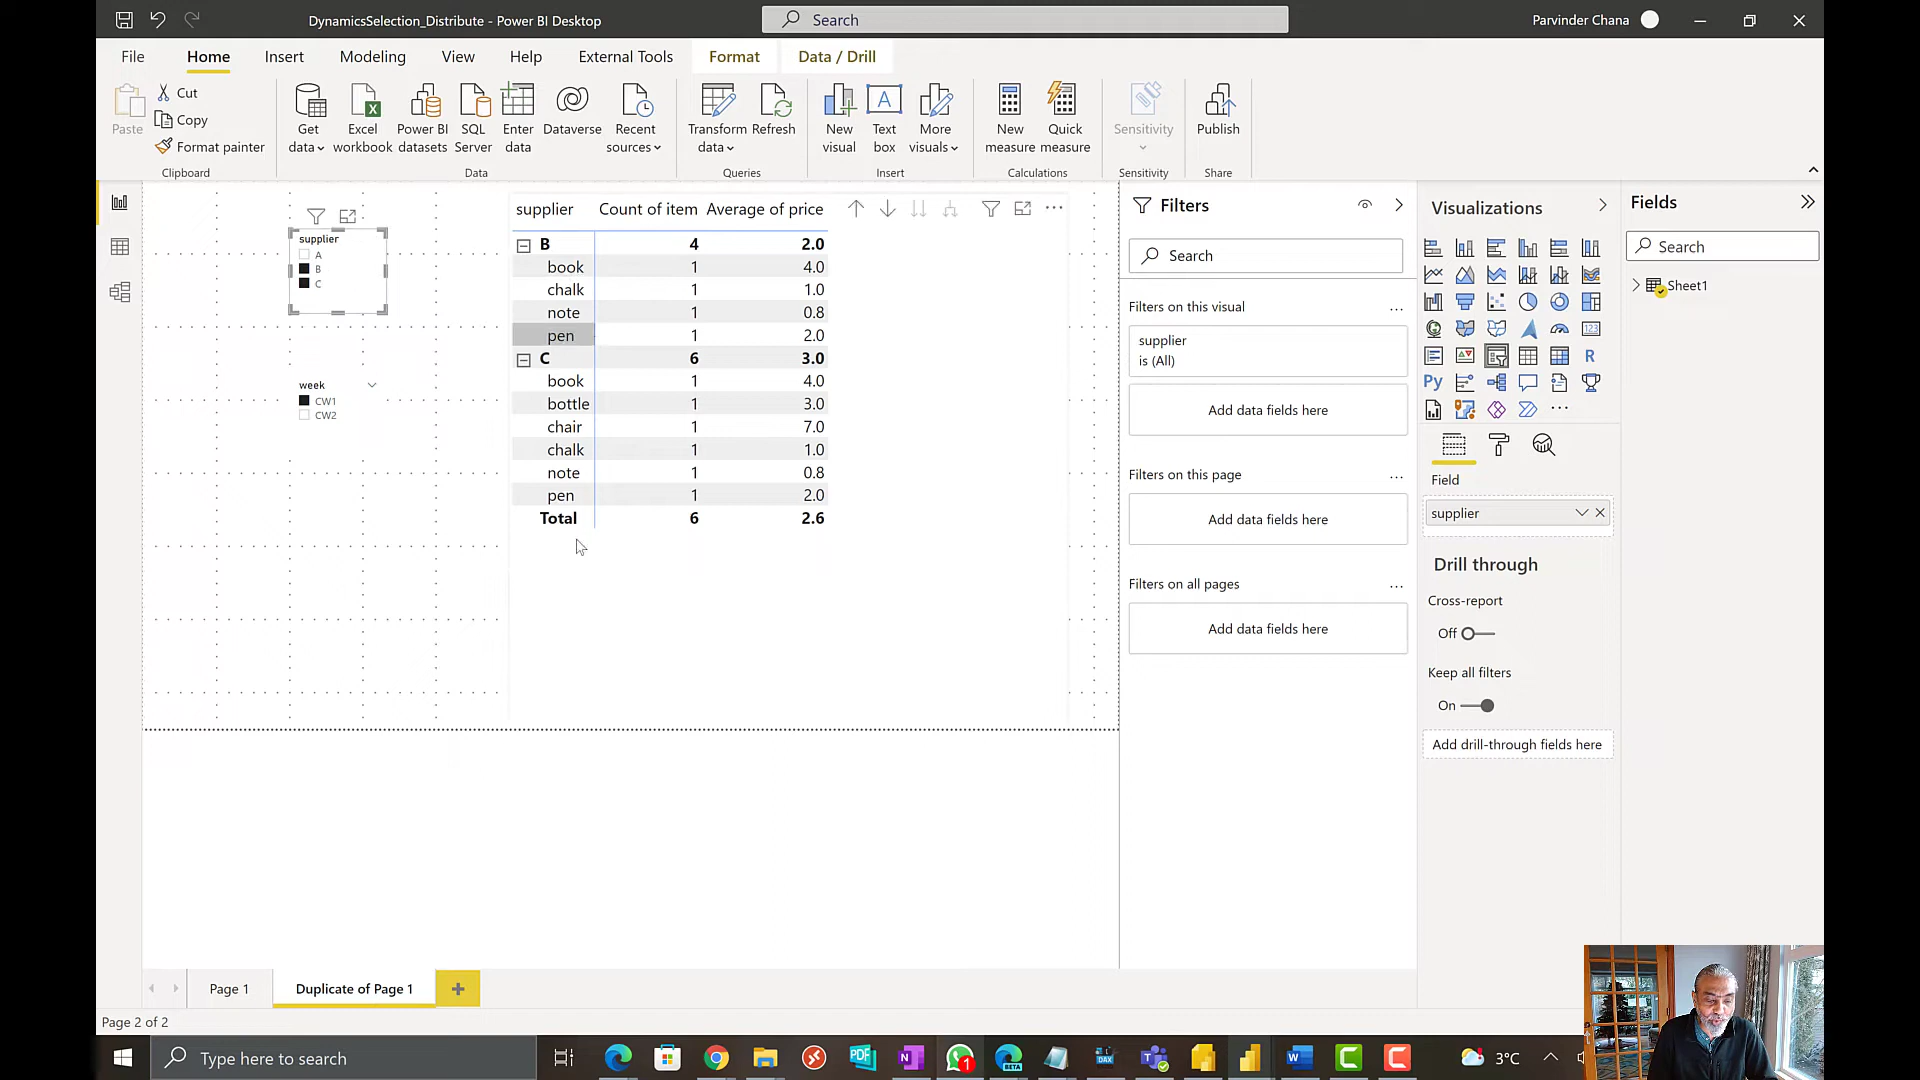 DynamicsSelection_Distribute - Power BI Desktop
Search
Parvinder Chana
File Home Insert Modeling View Help External Tools Format Data / Drill
Paste
Cut
Copy
Format painter
Clipboard
Get data
Excel workbook
Power BI datasets
SQL Server
Enter data
Dataverse
Recent sources
Data
Transform data
Refresh
Queries
New visual
Text box
More visuals
Insert
New measure
Quick measure
Calculations
Sensitivity
Sensitivity
Publish
Share
supplier
A
B
C
week
CW1
CW2
supplier Count of item Average of price
B 4 2.0
book 1 4.0
chalk 1 1.0
note 1 0.8
pen 1 2.0
C 6 3.0
book 1 4.0
bottle 1 3.0
chair 1 7.0
chalk 1 1.0
note 1 0.8
pen 1 2.0
Total 6 2.6
Filters
Search
Filters on this visual
supplier
is (All)
Add data fields here
Filters on this page
Add data fields here
Filters on all pages
Add data fields here
Visualizations
R
Py
123
Field
supplier
Drill through
Cross-report
Off
Keep all filters
On
Add drill-through fields here
Fields
Search
Sheet1
Page 1
Duplicate of Page 1
Page 2 of 2
Type here to search
PDF
N
1
BETA
DAX
W
C
C
3°C